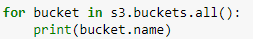 for bucket in s3.buckets.all():
    print(bucket.name)